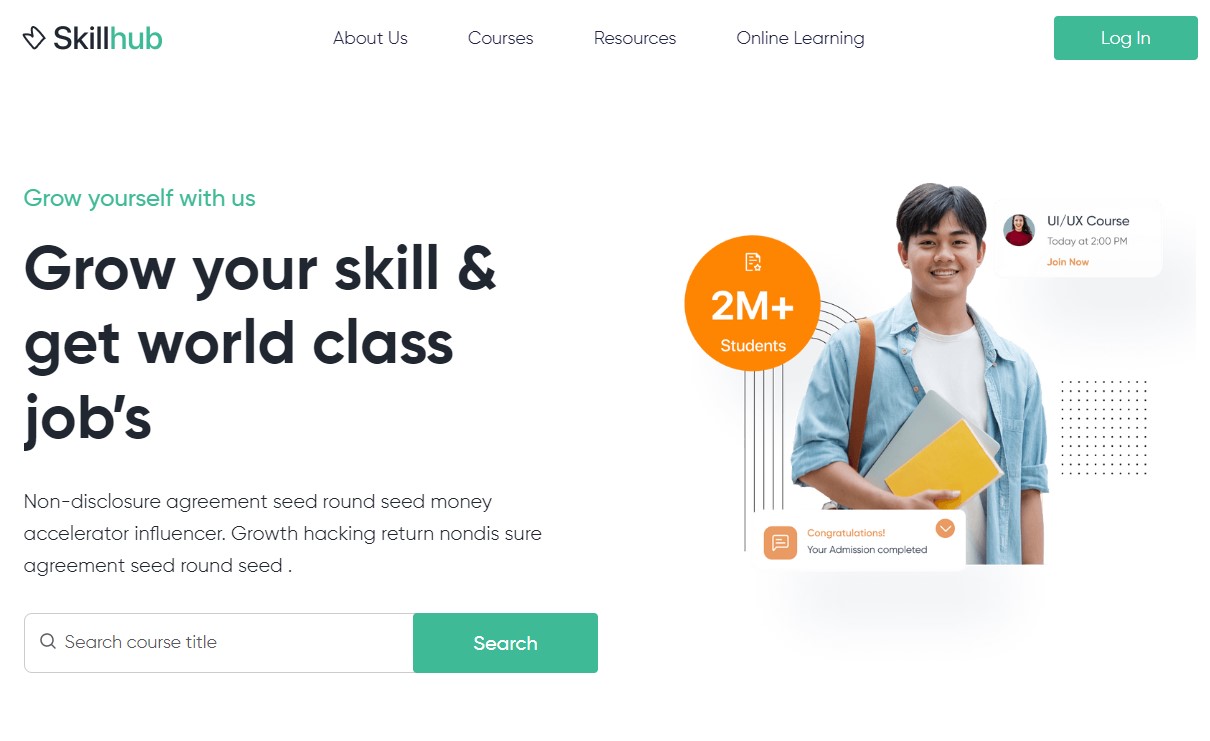 Skillhub
About Us
Courses
Resources
Online Learning
Log In
Grow yourself with us
Grow your skill &
get world class
job’s
Non-disclosure agreement seed round seed money
accelerator influencer. Growth hacking return nondis sure
agreement seed round seed .
Search course title
Search
2M+
Students
UI/UX Course
Today at 2:00 PM
Join Now
Congratulations!
Your Admission completed